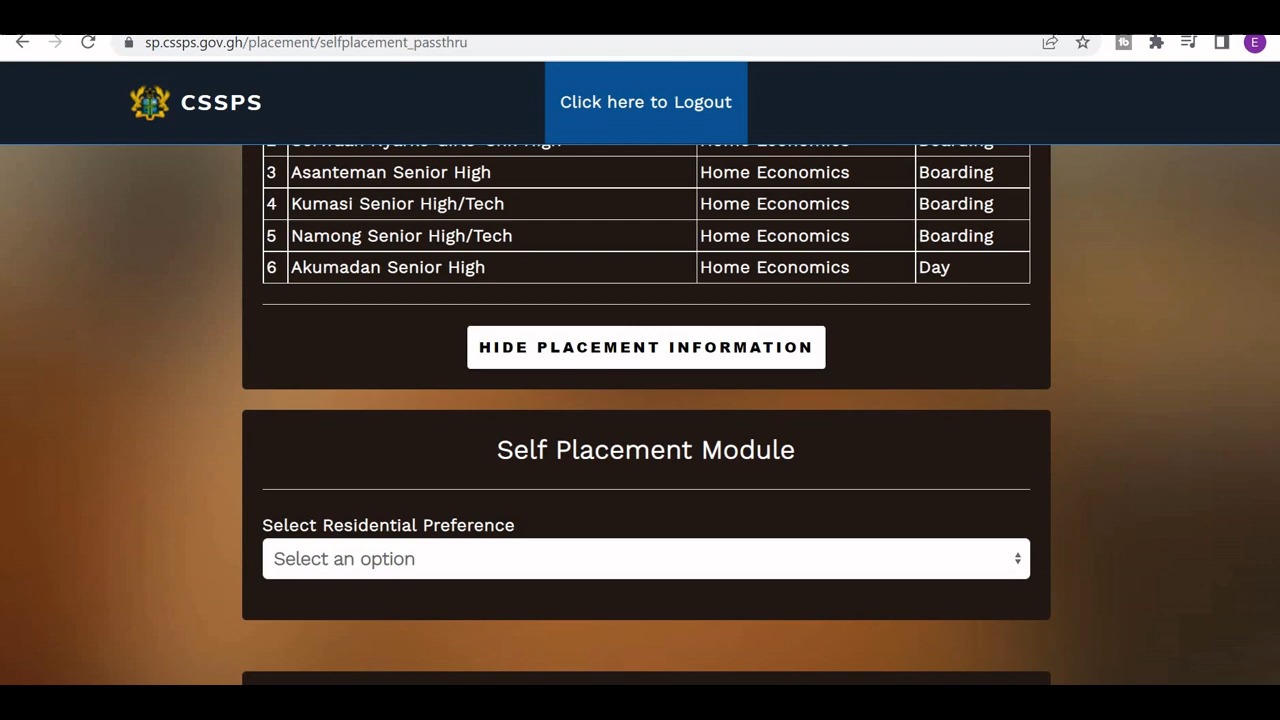 sp.cssps.gov.gh/placement/selfplacement_passthru
E
CSSPS
Click here to Logout
3 Asanteman Senior High Home Economics Boarding
4 Kumasi Senior High/Tech Home Economics Boarding
5 Namong Senior High/Tech Home Economics Boarding
6 Akumadan Senior High Home Economics Day
HIDE PLACEMENT INFORMATION
Self Placement Module
Select Residential Preference
Select an option